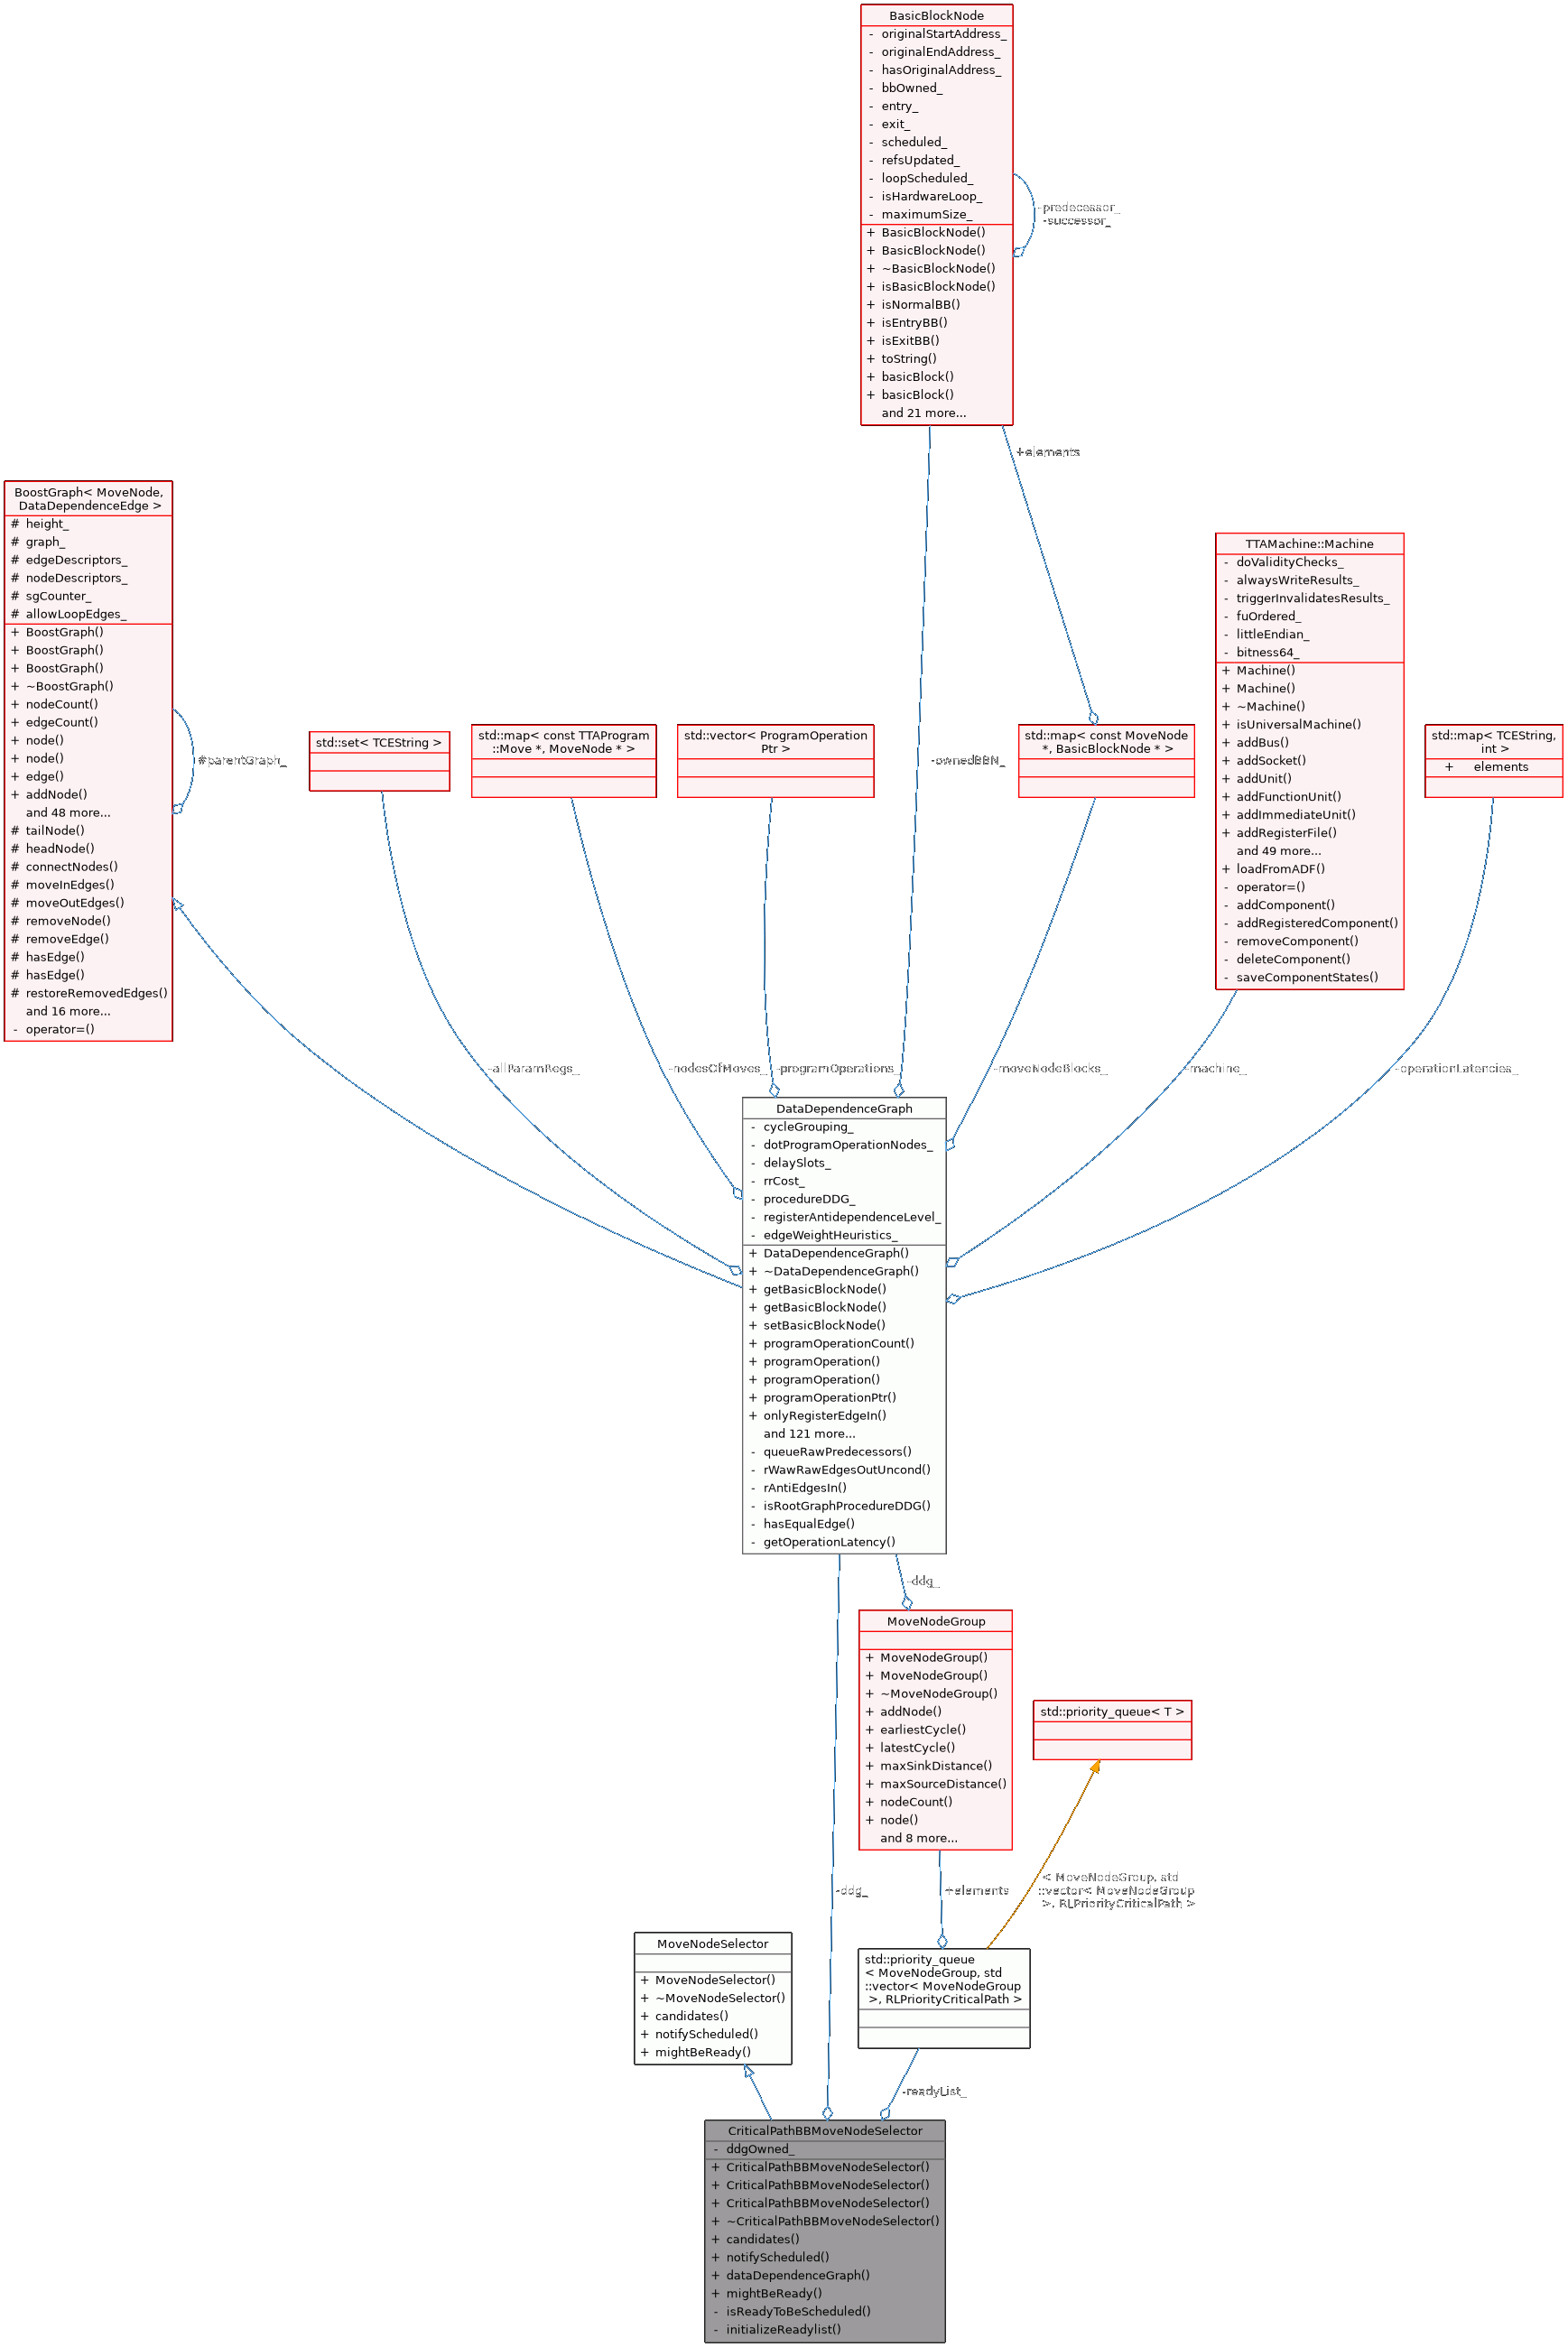 BasicBlockNode
- originalStartAddress_
- originalEndAddress_
- hasOriginalAddress_
- bbOwned_
- entry_
- exit_
- scheduled_
- refsUpdated_
- loopScheduled_
- isHardwareLoop_
- maximumSize_
+ BasicBlockNode()
+ BasicBlockNode()
+ ~BasicBlockNode()
+ isBasicBlockNode()
+ isNormalBB()
+ isEntryBB()
+ isExitBB()
+ toString()
+ basicBlock()
+ basicBlock()
and 21 more...
-predecessor_
-successor_
+elements
BoostGraph< MoveNode,
DataDependenceEdge >
# height_
# graph_
# edgeDescriptors_
# nodeDescriptors_
# sgCounter_
# allowLoopEdges_
+ BoostGraph()
+ BoostGraph()
+ BoostGraph()
+ ~BoostGraph()
+ nodeCount()
+ edgeCount()
+ node()
+ node()
+ edge()
+ addNode()
and 48 more...
# tailNode()
# headNode()
# connectNodes()
# moveInEdges()
# moveOutEdges()
# removeNode()
# removeEdge()
# hasEdge()
# hasEdge()
# restoreRemovedEdges()
and 16 more...
- operator=()
#parentGraph_
std::set< TCEString >
std::map< const TTAProgram
::Move *, MoveNode * >
std::vector< ProgramOperation
Ptr >
-ownedBBN_
std::map< const MoveNode
*, BasicBlockNode * >
TTAMachine::Machine
- doValidityChecks_
- alwaysWriteResults_
- triggerInvalidatesResults_
- fuOrdered_
- littleEndian_
- bitness64_
+ Machine()
+ Machine()
+ ~Machine()
+ isUniversalMachine()
+ addBus()
+ addSocket()
+ addUnit()
+ addFunctionUnit()
+ addImmediateUnit()
+ addRegisterFile()
and 49 more...
+ loadFromADF()
- operator=()
- addComponent()
- addRegisteredComponent()
- removeComponent()
- deleteComponent()
- saveComponentStates()
std::map< TCEString,
int >
+ elements
-allParamRegs_
-nodesOfMoves_
-programOperations_
-moveNodeBlocks_
-machine_
-operationLatencies_
DataDependenceGraph
- cycleGrouping_
- dotProgramOperationNodes_
- delaySlots_
- rrCost_
- procedureDDG_
- registerAntidependenceLevel_
- edgeWeightHeuristics_
+ DataDependenceGraph()
+ ~DataDependenceGraph()
+ getBasicBlockNode()
+ getBasicBlockNode()
+ setBasicBlockNode()
+ programOperationCount()
+ programOperation()
+ programOperation()
+ programOperationPtr()
+ onlyRegisterEdgeIn()
and 121 more...
- queueRawPredecessors()
- rWawRawEdgesOutUncond()
- rAntiEdgesIn()
- isRootGraphProcedureDDG()
- hasEqualEdge()
- getOperationLatency()
-ddg_
MoveNodeGroup
+ MoveNodeGroup()
+ MoveNodeGroup()
+ ~MoveNodeGroup()
+ addNode()
+ earliestCycle()
+ latestCycle()
+ maxSinkDistance()
+ maxSourceDistance()
+ nodeCount()
+ node()
and 8 more...
std::priority_queue< T >
< MoveNodeGroup, std
::vector< MoveNodeGroup
>, RLPriorityCriticalPath >
-ddg_
+elements
MoveNodeSelector
+ MoveNodeSelector()
+ ~MoveNodeSelector()
+ candidates()
+ notifyScheduled()
+ mightBeReady()
std::priority_queue
< MoveNodeGroup, std
::vector< MoveNodeGroup
>, RLPriorityCriticalPath >
-readyList_
CriticalPathBBMoveNodeSelector
- ddgOwned_
+ CriticalPathBBMoveNodeSelector()
+ CriticalPathBBMoveNodeSelector()
+ CriticalPathBBMoveNodeSelector()
+ ~CriticalPathBBMoveNodeSelector()
+ candidates()
+ notifyScheduled()
+ dataDependenceGraph()
+ mightBeReady()
- isReadyToBeScheduled()
- initializeReadylist()